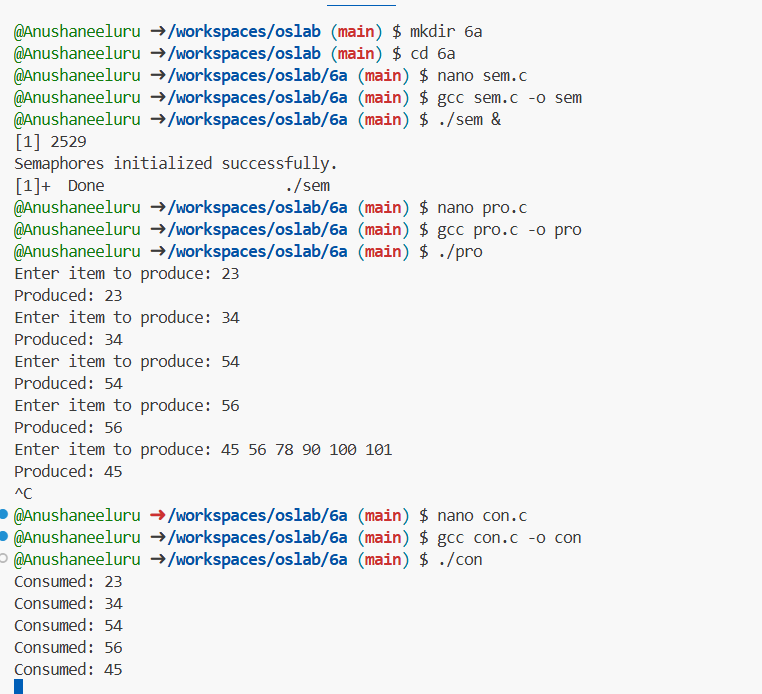 @Anushaneeluru ➜/workspaces/oslab (main) $ mkdir 6a
@Anushaneeluru ➜/workspaces/oslab (main) $ cd 6a
@Anushaneeluru ➜/workspaces/oslab/6a (main) $ nano sem.c
@Anushaneeluru ➜/workspaces/oslab/6a (main) $ gcc sem.c -o sem
@Anushaneeluru ➜/workspaces/oslab/6a (main) $ ./sem &
[1] 2529
Semaphores initialized successfully.
[1]+  Done                    ./sem
@Anushaneeluru ➜/workspaces/oslab/6a (main) $ nano pro.c
@Anushaneeluru ➜/workspaces/oslab/6a (main) $ gcc pro.c -o pro
@Anushaneeluru ➜/workspaces/oslab/6a (main) $ ./pro
Enter item to produce: 23
Produced: 23
Enter item to produce: 34
Produced: 34
Enter item to produce: 54
Produced: 54
Enter item to produce: 56
Produced: 56
Enter item to produce: 45 56 78 90 100 101
Produced: 45
^C
@Anushaneeluru ➜/workspaces/oslab/6a (main) $ nano con.c
@Anushaneeluru ➜/workspaces/oslab/6a (main) $ gcc con.c -o con
@Anushaneeluru ➜/workspaces/oslab/6a (main) $ ./con
Consumed: 23
Consumed: 34
Consumed: 54
Consumed: 56
Consumed: 45